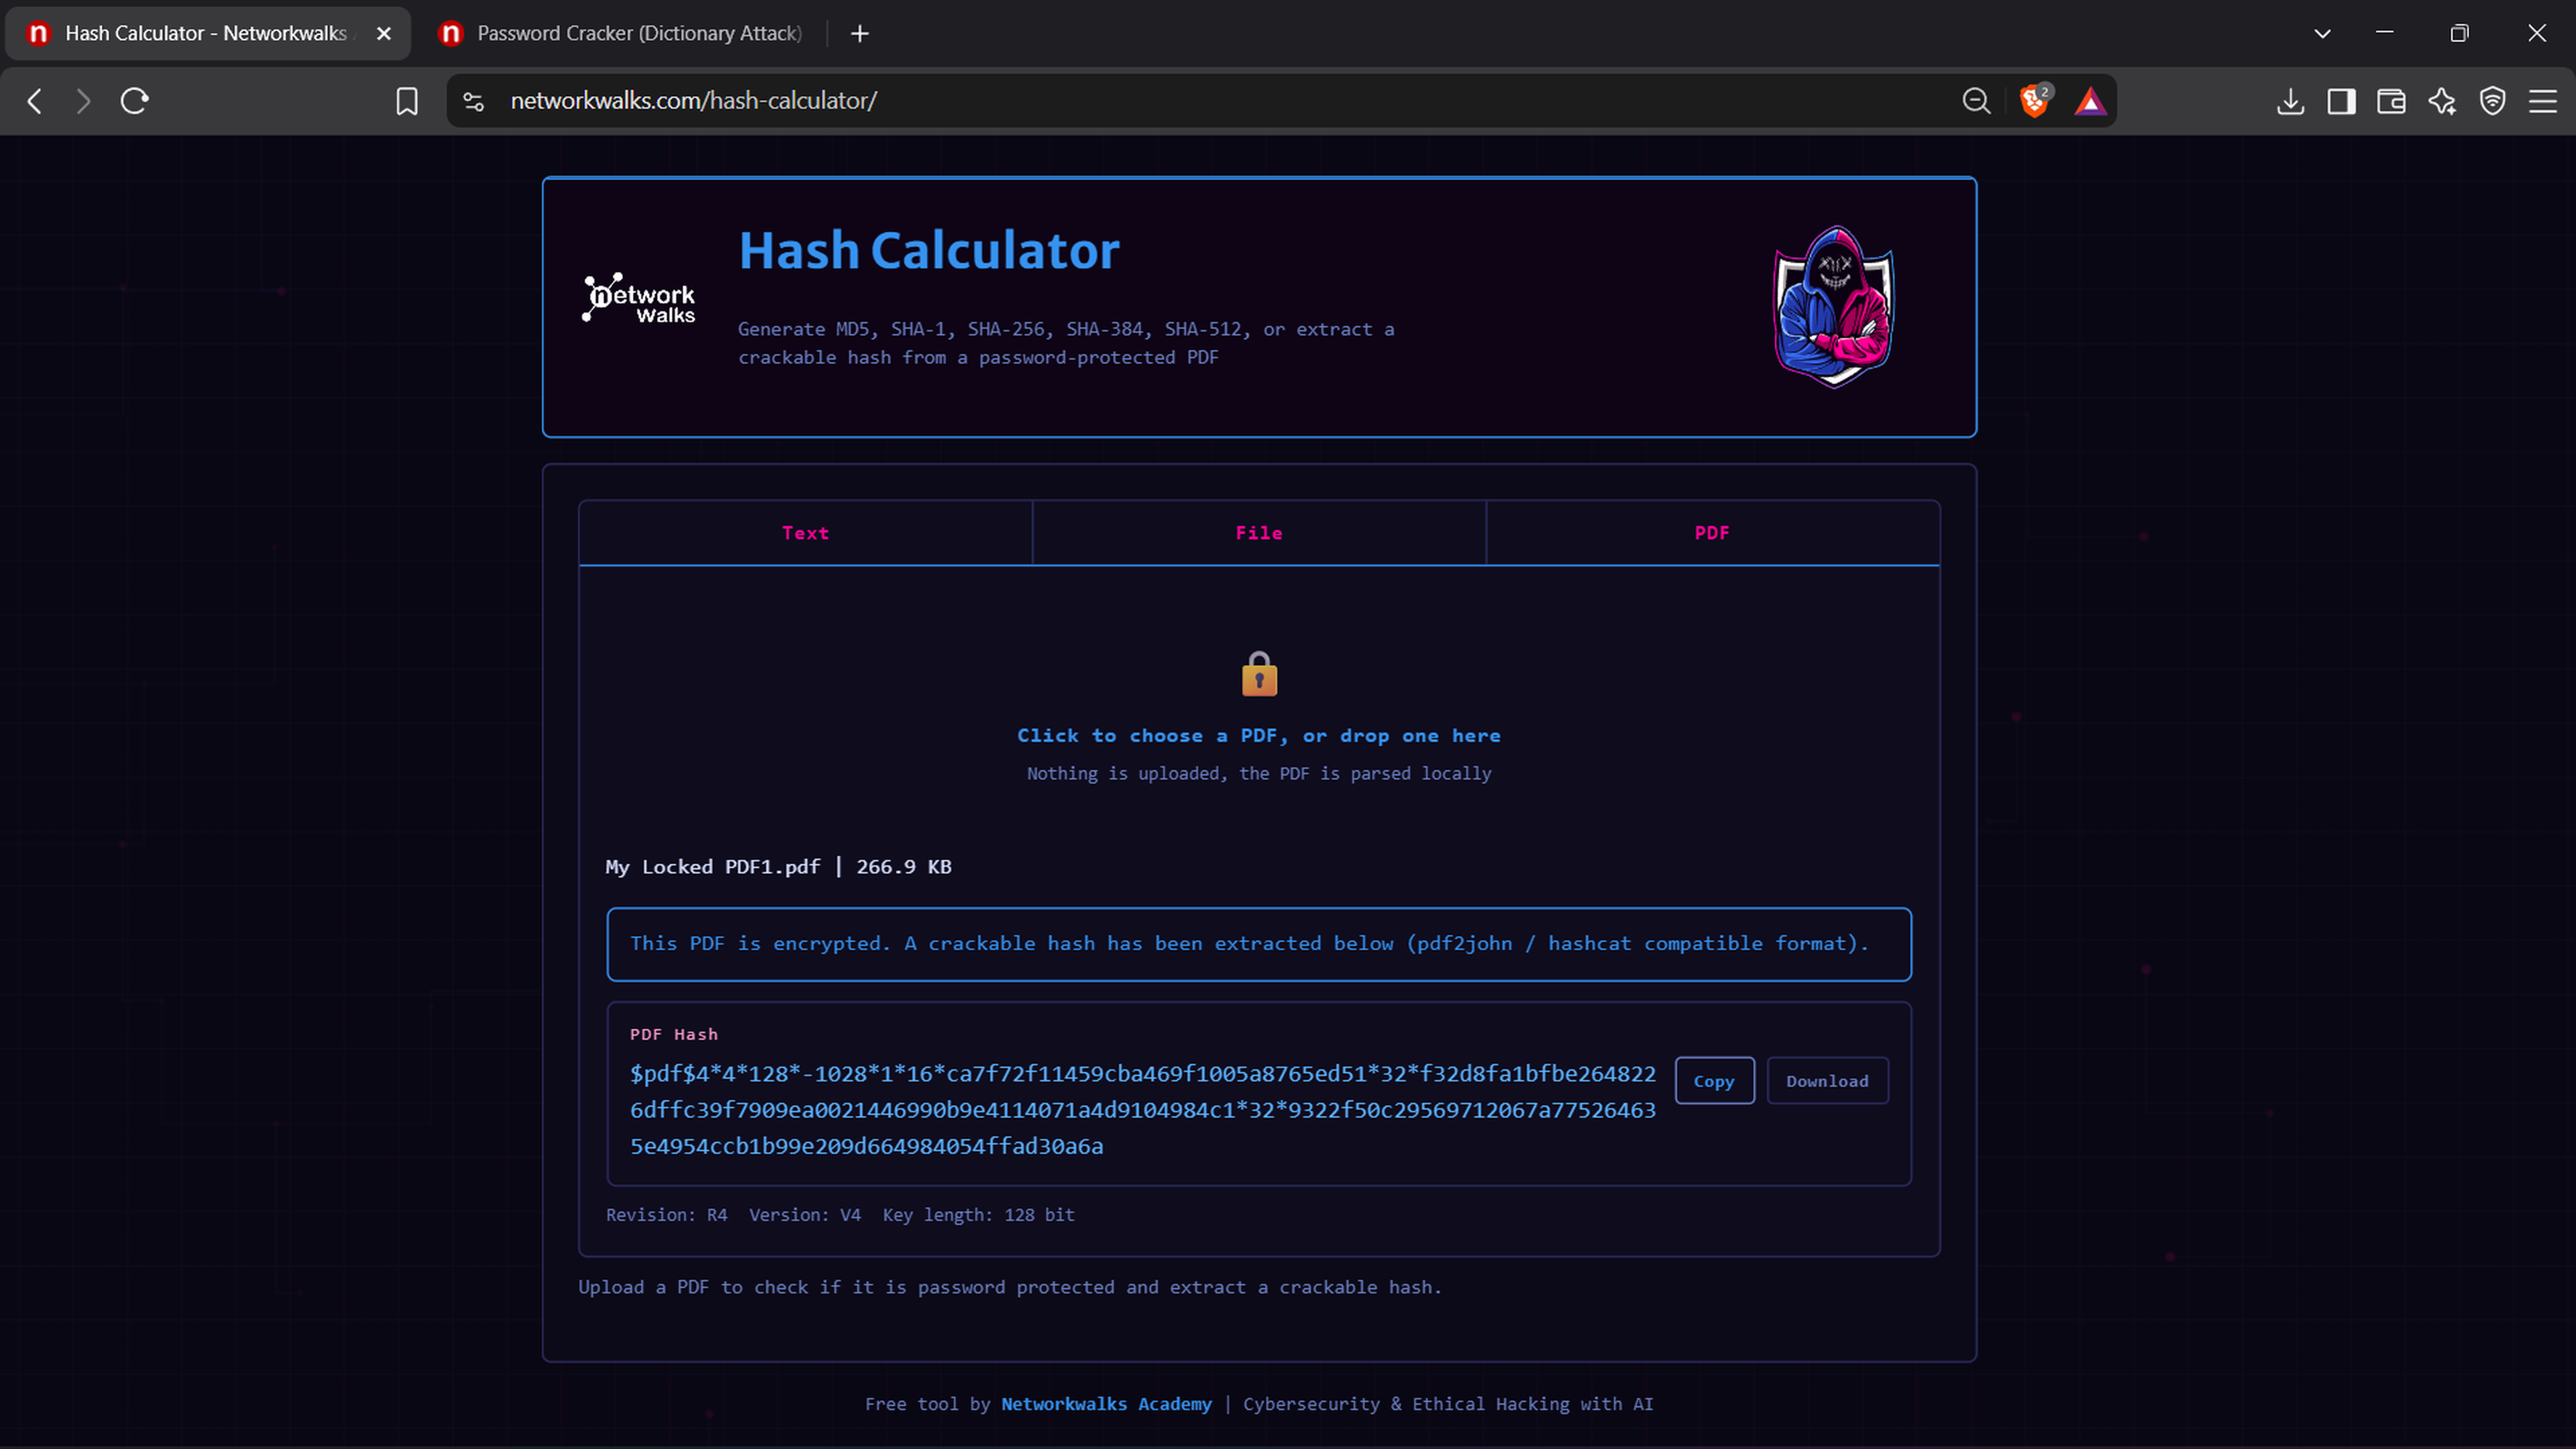 Hash Calculator - Networkwalks
Password Cracker (Dictionary Attack)
networkwalks.com/hash-calculator/
2
network
Walks
Hash Calculator
Generate MD5, SHA-1, SHA-256, SHA-384, SHA-512, or extract a
crackable hash from a password-protected PDF
Text
File
PDF
Click to choose a PDF, or drop one here
Nothing is uploaded, the PDF is parsed locally
My Locked PDF1.pdf | 266.9 KB
This PDF is encrypted. A crackable hash has been extracted below (pdf2john / hashcat compatible format).
PDF Hash
$pdf$4*4*128*-1028*1*16*ca7f72f11459cba469f1005a8765ed51*32*f32d8fa1bfbe264822
6dffc39f7909ea0021446990b9e4114071a4d9104984c1*32*9322f50c29569712067a77526463
5e4954ccb1b99e209d664984054ffad30a6a
Copy
Download
Revision: R4 Version: V4 Key length: 128 bit
Upload a PDF to check if it is password protected and extract a crackable hash.
Free tool by Networkwalks Academy | Cybersecurity & Ethical Hacking with AI